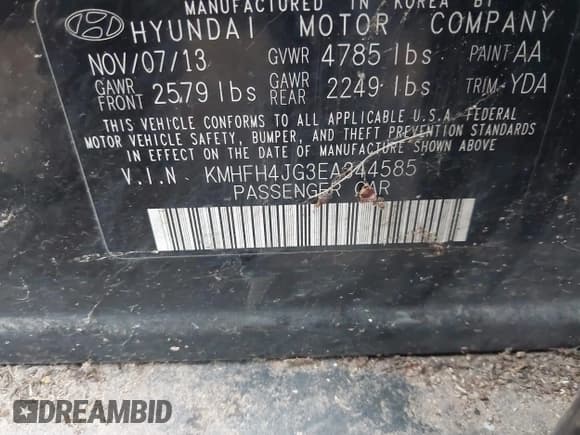 MANUFACTURED IN KOREA BY
HYUNDAI MOTOR COMPANY
NOV/07/13 GVWR 4785 lbs PAINT AA
GAWR FRONT 2579 lbs GAWR REAR 2249 lbs TRIM YDA
THIS VEHICLE CONFORMS TO ALL APPLICABLE U.S.A. FEDERAL
MOTOR VEHICLE SAFETY, BUMPER, AND THEFT PREVENTION STANDARDS
IN EFFECT ON THE DATE OF MANUFACTURE SHOWN ABOVE.
V.I.N KMHFH4JG3EA344585
PASSENGER CAR
DREAMBID